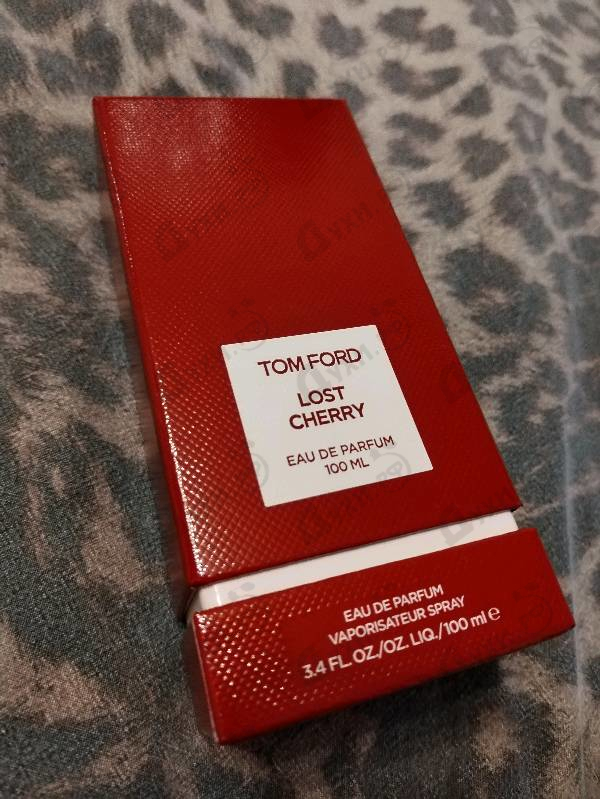 TOM FORD
LOST
CHERRY
EAU DE PARFUM
100 ML
EAU DE PARFUM
VAPORISATEUR SPRAY
3.4 FL. OZ./OZ. LIQ./100 ml ℮